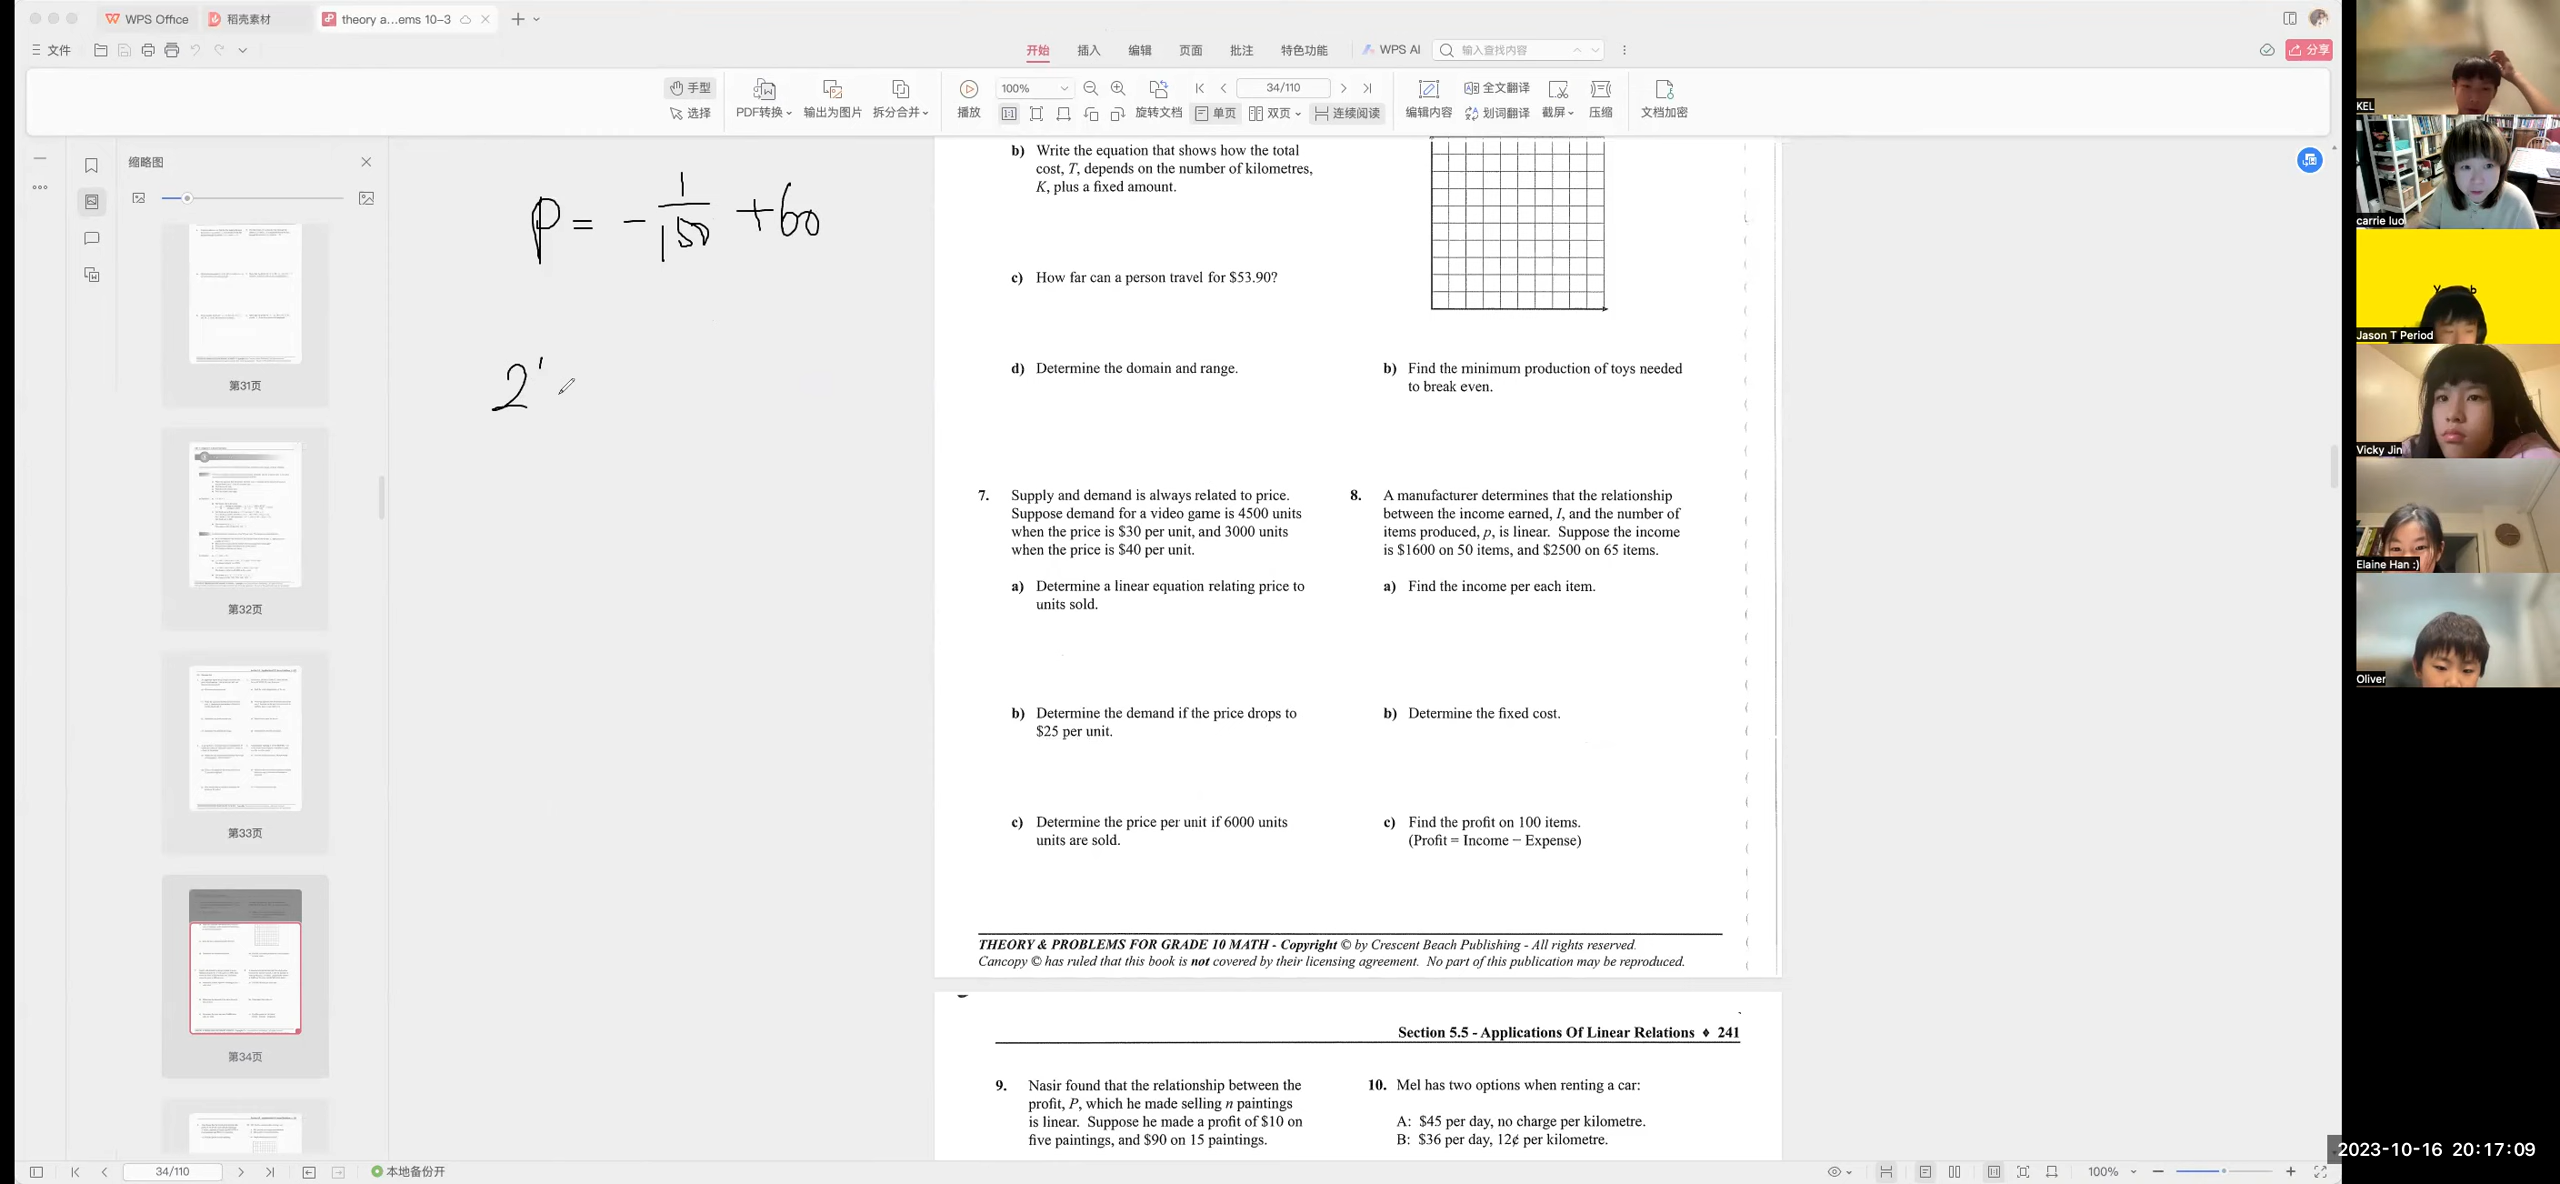 WPS Office
稻壳素材
theory a...ems 10–3
文件
开始
插入
编辑
页面
批注
特色功能
WPS AI
输入查找内容
分享
手型
选择
PDF转换
输出为图片
拆分合并
播放
100%
34/110
旋转文档
单页
双页
连续阅读
编辑内容
全文翻译
划词翻译
截屏
压缩
文档加密
缩略图
第31页
第32页
第33页
第34页
P = - 1/150 + 60
2'
b) Write the equation that shows how the total
cost, T, depends on the number of kilometres,
K, plus a fixed amount.
c) How far can a person travel for $53.90?
d) Determine the domain and range.
b) Find the minimum production of toys needed
to break even.
7. Supply and demand is always related to price.
Suppose demand for a video game is 4500 units
when the price is $30 per unit, and 3000 units
when the price is $40 per unit.
a) Determine a linear equation relating price to
units sold.
b) Determine the demand if the price drops to
$25 per unit.
c) Determine the price per unit if 6000 units
units are sold.
8. A manufacturer determines that the relationship
between the income earned, I, and the number of
items produced, p, is linear. Suppose the income
is $1600 on 50 items, and $2500 on 65 items.
a) Find the income per each item.
b) Determine the fixed cost.
c) Find the profit on 100 items.
(Profit = Income − Expense)
THEORY & PROBLEMS FOR GRADE 10 MATH - Copyright © by Crescent Beach Publishing - All rights reserved.
Cancopy © has ruled that this book is not covered by their licensing agreement. No part of this publication may be reproduced.
Section 5.5 - Applications Of Linear Relations ♦ 241
9. Nasir found that the relationship between the
profit, P, which he made selling n paintings
is linear. Suppose he made a profit of $10 on
five paintings, and $90 on 15 paintings.
10. Mel has two options when renting a car:
A: $45 per day, no charge per kilometre.
B: $36 per day, 12¢ per kilometre.
34/110
本地备份开
100%
KEL
carrie luo
Jason T Period
Vicky Jin
Elaine Han :)
Oliver
2023-10-16 20:17:09